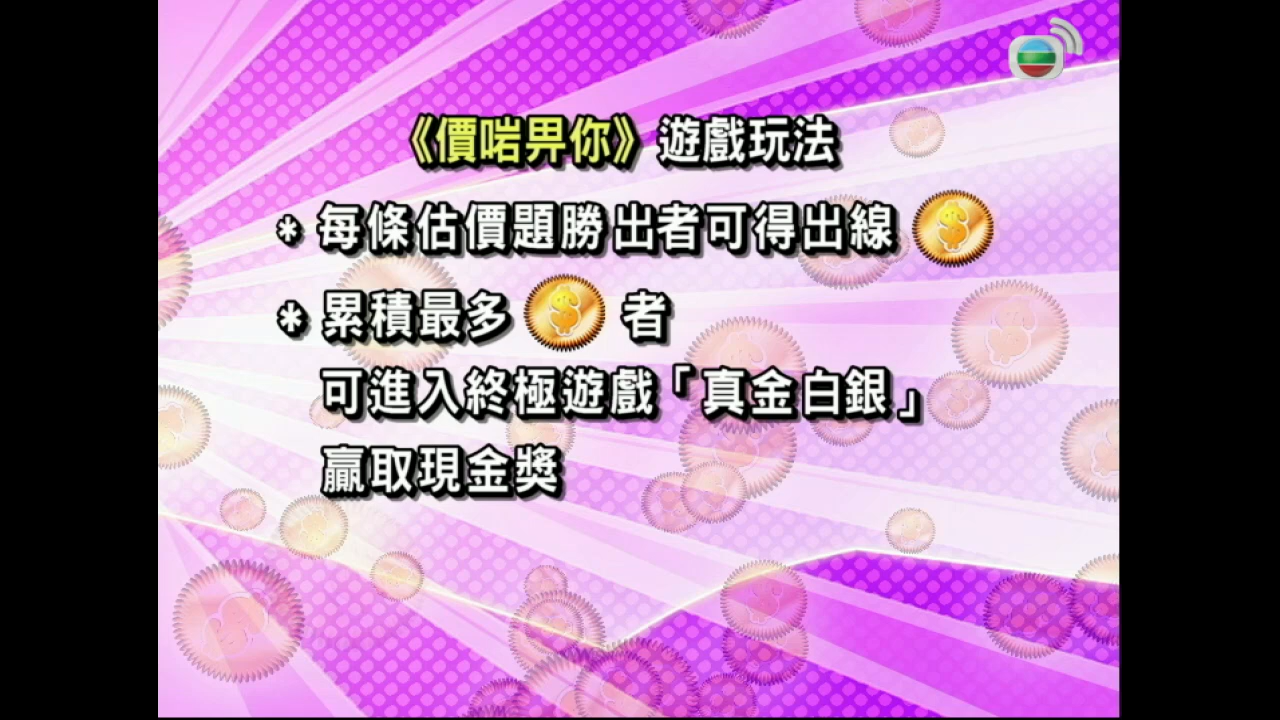 《價啱畀你》遊戲玩法
* 每條估價題勝出者可得出線
* 累積最多 者
可進入終極遊戲「真金白銀」
贏取現金獎